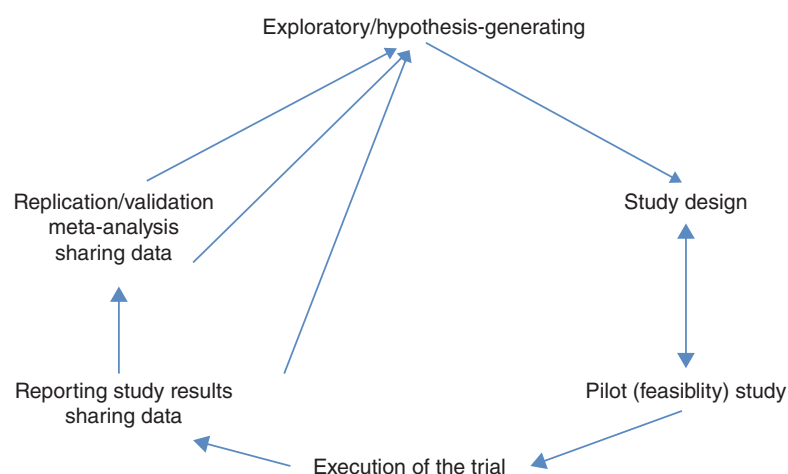 Exploratory/hypothesis-generating
Replication/validation
meta-analysis
sharing data
Study design
Reporting study results
sharing data
Pilot (feasiblity) study
Execution of the trial